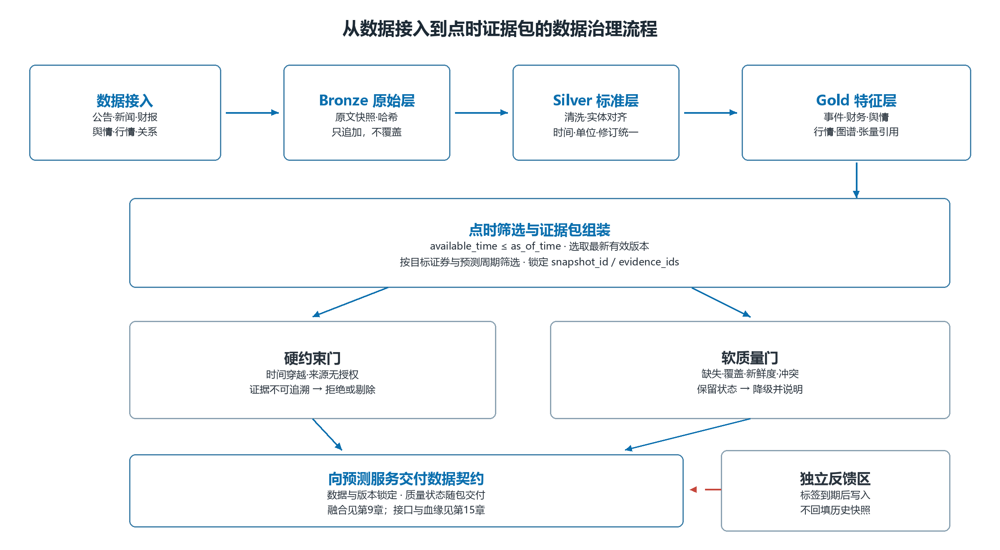 从数据接入到点时证据包的数据治理流程
数据接入
公告·新闻·财报
舆情·行情·关系
Bronze 原始层
原文快照·哈希
只追加，不覆盖
Silver 标准层
清洗·实体对齐
时间·单位·修订统一
Gold 特征层
事件·财务·舆情
行情·图谱·张量引用
点时筛选与证据包组装
available_time ≤ as_of_time · 选取最新有效版本
按目标证券与预测周期筛选 · 锁定 snapshot_id / evidence_ids
硬约束门
时间穿越·来源无授权
证据不可追溯 → 拒绝或剔除
软质量门
缺失·覆盖·新鲜度·冲突
保留状态 → 降级并说明
向预测服务交付数据契约
数据与版本锁定 · 质量状态随包交付
融合见第9章；接口与血缘见第15章
独立反馈区
标签到期后写入
不回填历史快照